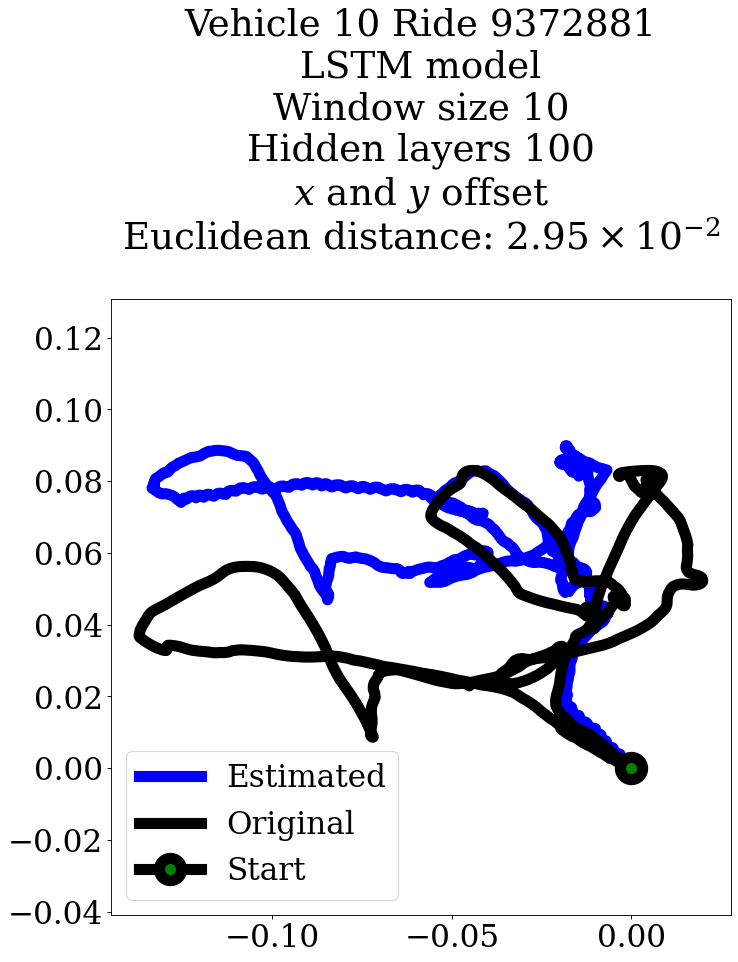 Vehicle 10 Ride 9372881
LSTM model
Window size 10
Hidden layers 100
x and y offset
Euclidean distance: 2.95 × 10⁻²
0.12
0.10
0.08
0.06
0.04
0.02
0.00
−0.02
−0.04
Estimated
Original
Start
−0.10 −0.05 0.00